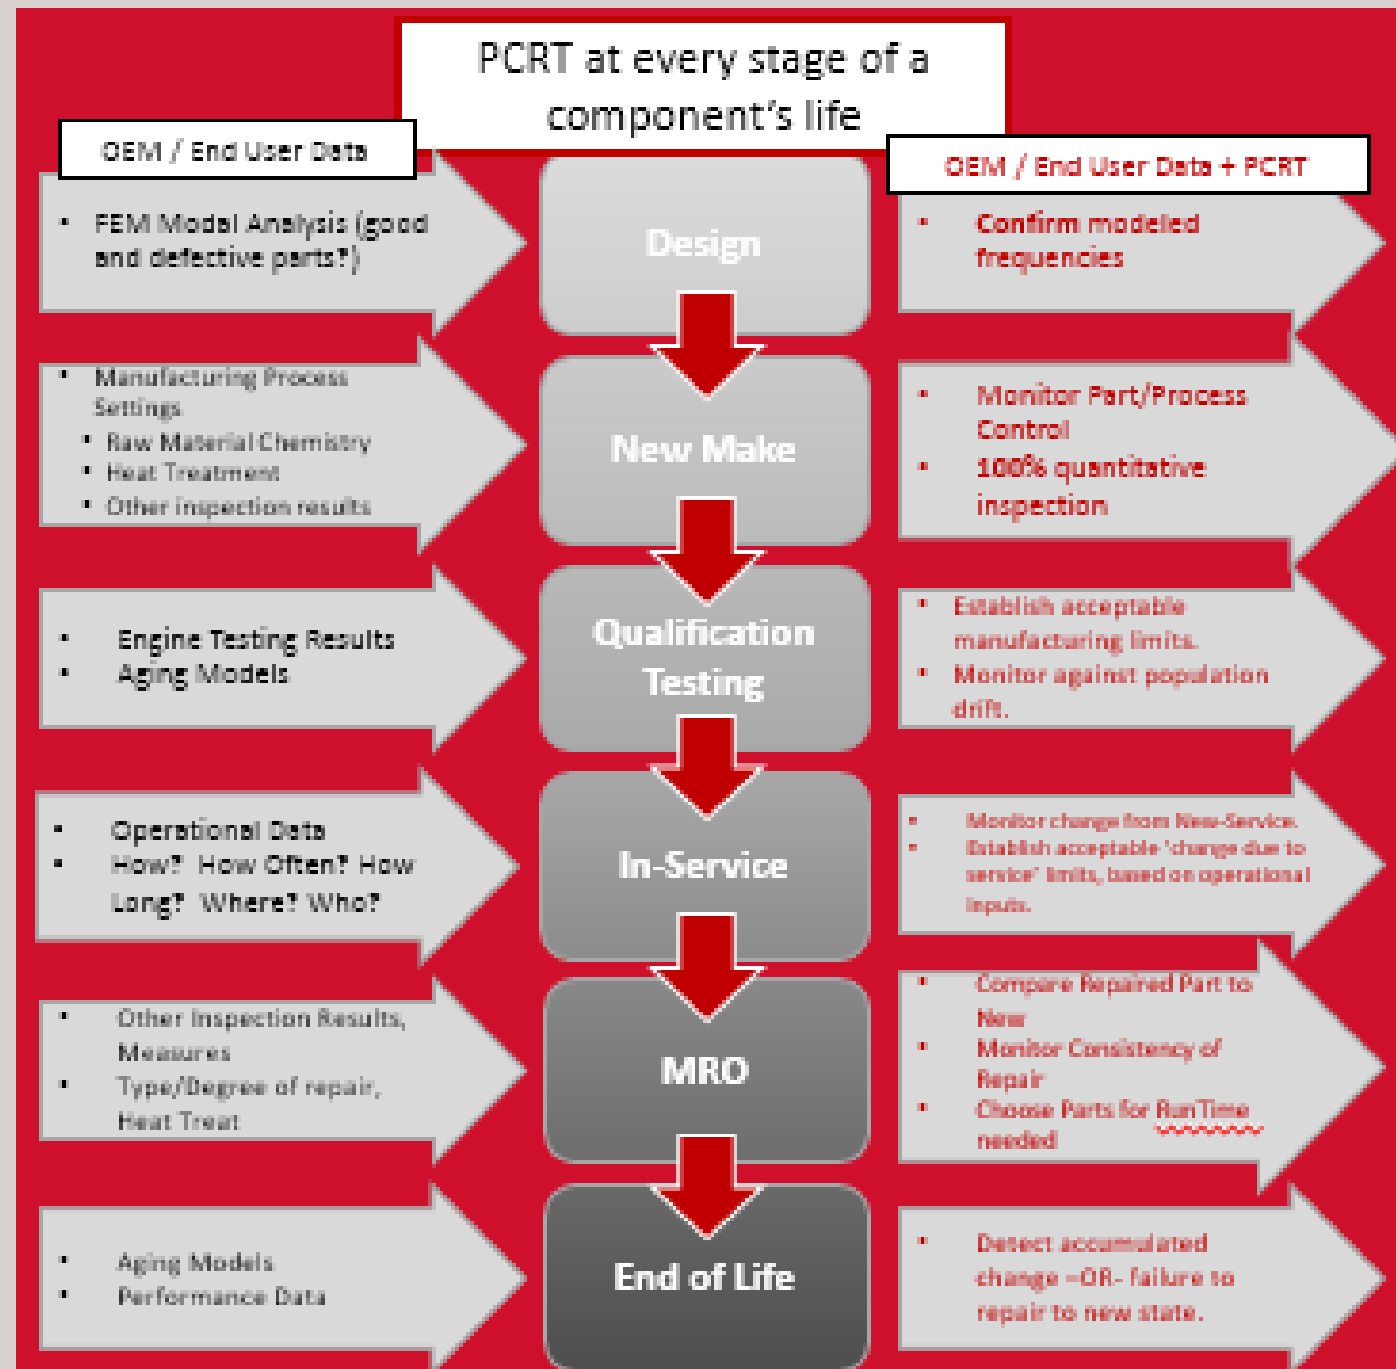 PCRT at every stage of a
component's life
OEM / End User Data
OEM / End User Data + PCRT
• FEM Modal Analysis (good
and defective parts?)
Design
• Confirm modeled
frequencies
• Manufacturing Process
Settings
• Raw Material Chemistry
• Heat Treatment
• Other inspection results
New Make
• Monitor Part/Process
Control
• 100% quantitative
inspection
• Engine Testing Results
• Aging Models
Qualification
Testing
• Establish acceptable
manufacturing limits.
• Monitor against population
drift.
• Operational Data
• How? How Often? How
Long? Where? Who?
In-Service
• Monitor change from New-Service.
• Establish acceptable 'change due to
service' limits, based on operational
inputs.
• Other Inspection Results,
Measures
• Type/Degree of repair,
Heat Treat
MRO
• Compare Repaired Part to
New
• Monitor Consistency of
Repair
• Choose Parts for RunTime
needed
• Aging Models
• Performance Data
End of Life
• Detect accumulated
change –OR- failure to
repair to new state.